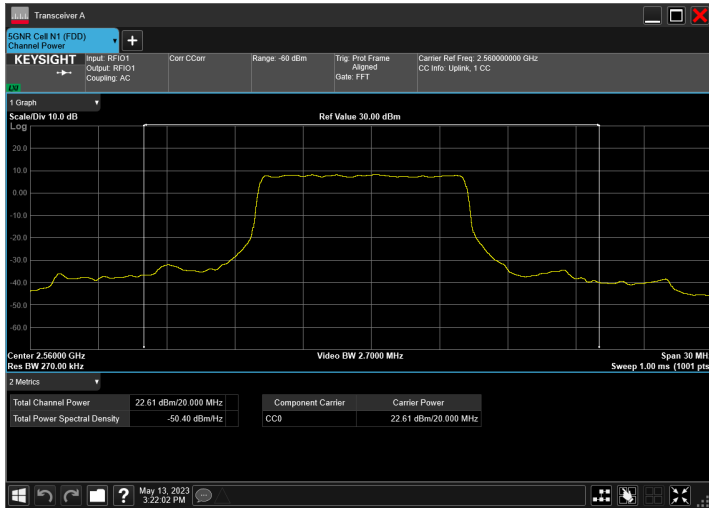 Transceiver A
5GNR Cell N1 (FDD)
Channel Power
KEYSIGHT
Input: RFIO1
Output: RFIO1
Coupling: AC
Corr CCorr
Range: -60 dBm
Trig: Prot Frame
Aligned
Gate: FFT
Carrier Ref Freq: 2.560000000 GHz
CC Info: Uplink, 1 CC
LXI
1 Graph
Scale/Div 10.0 dB
Ref Value 30.00 dBm
Log
20.0
10.0
0.00
-10.0
-20.0
-30.0
-40.0
-50.0
-60.0
Center 2.56000 GHz
Video BW 2.7000 MHz
Span 30 MH
Res BW 270.00 kHz
Sweep 1.00 ms (1001 pts
2 Metrics
Total Channel Power 22.61 dBm/20.000 MHz
Total Power Spectral Density -50.40 dBm/Hz
Component Carrier Carrier Power
CC0 22.61 dBm/20.000 MHz
?
May 13, 2023
3:22:02 PM